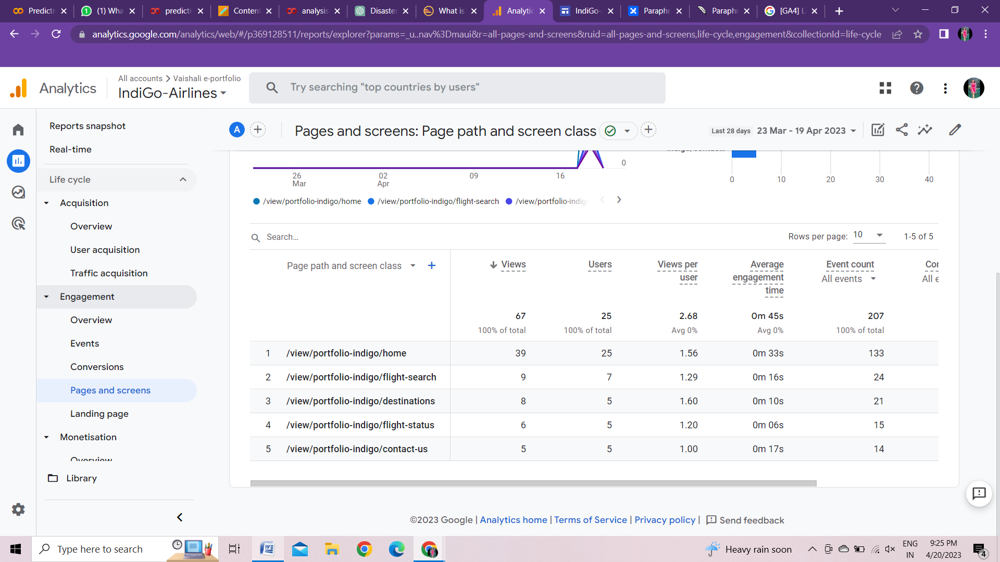 Predicti
(1) Wha
predicti
Content
analysis
Disaster
What is
Analytic
IndiGo-
Paraphr
Paraphr
[GA4] Li
analytics.google.com/analytics/web/#/p369128511/reports/explorer?params=_u..nav%3Dmaui&r=all-pages-and-screens&ruid=all-pages-and-screens,life-cycle,engagement&collectionId=life-cycle
Analytics
All accounts > Vaishali e-portfolio
IndiGo-Airlines
Try searching "top countries by users"
Reports snapshot
Real-time
Life cycle
Acquisition
Overview
User acquisition
Traffic acquisition
Engagement
Overview
Events
Conversions
Pages and screens
Landing page
Monetisation
Overview
Library
A
Pages and screens: Page path and screen class
Last 28 days 23 Mar - 19 Apr 2023
0
26 Mar
02 Apr
09
16
0 10 20 30 40
/view/portfolio-indigo/home /view/portfolio-indigo/flight-search /view/portfolio-indig
Search...
Rows per page: 10 1-5 of 5
Page path and screen class
Views
Users
Views per user
Average engagement time
Event count
All events
Con
All e
67 25 2.68 0m 45s 207
100% of total 100% of total Avg 0% Avg 0% 100% of total
1 /view/portfolio-indigo/home 39 25 1.56 0m 33s 133
2 /view/portfolio-indigo/flight-search 9 7 1.29 0m 16s 24
3 /view/portfolio-indigo/destinations 8 5 1.60 0m 10s 21
4 /view/portfolio-indigo/flight-status 6 5 1.20 0m 06s 15
5 /view/portfolio-indigo/contact-us 5 5 1.00 0m 17s 14
©2023 Google | Analytics home | Terms of Service | Privacy policy | Send feedback
Type here to search
Heavy rain soon
ENG
IN
9:25 PM
4/20/2023
4